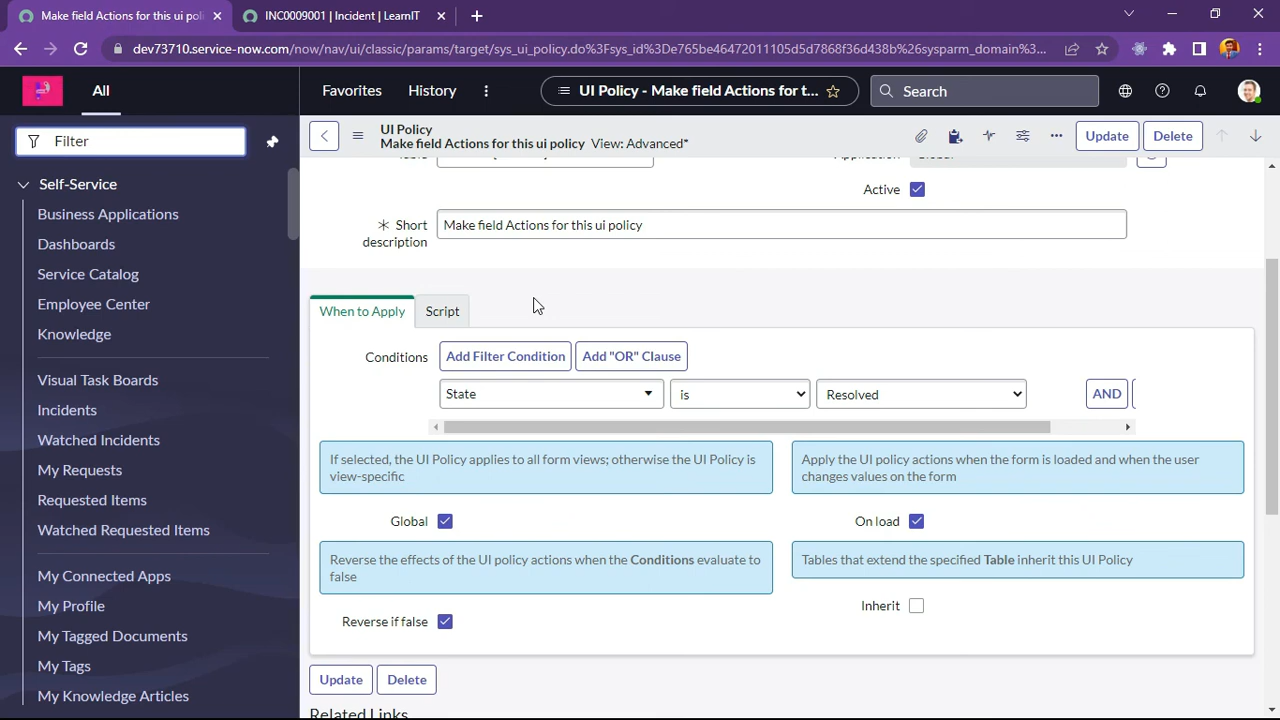 Make field Actions for this ui poli
INC0009001 | Incident | LearnIT
dev73710.service-now.com/now/nav/ui/classic/params/target/sys_ui_policy.do%3Fsys_id%3De765be46472011105d5d7868f36d438b%26sysparm_domain%3...
All
Favorites
History
UI Policy - Make field Actions for t...
Search
Filter
Self-Service
Business Applications
Dashboards
Service Catalog
Employee Center
Knowledge
Visual Task Boards
Incidents
Watched Incidents
My Requests
Requested Items
Watched Requested Items
My Connected Apps
My Profile
My Tagged Documents
My Tags
My Knowledge Articles
UI Policy
Make field Actions for this ui policy View: Advanced*
Update
Delete
Active
Short description
Make field Actions for this ui policy
When to Apply
Script
Conditions
Add Filter Condition
Add "OR" Clause
State
is
Resolved
AND
If selected, the UI Policy applies to all form views; otherwise the UI Policy is
view-specific
Apply the UI policy actions when the form is loaded and when the user
changes values on the form
Global
On load
Reverse the effects of the UI policy actions when the Conditions evaluate to
false
Tables that extend the specified Table inherit this UI Policy
Inherit
Reverse if false
Update
Delete
Related Links